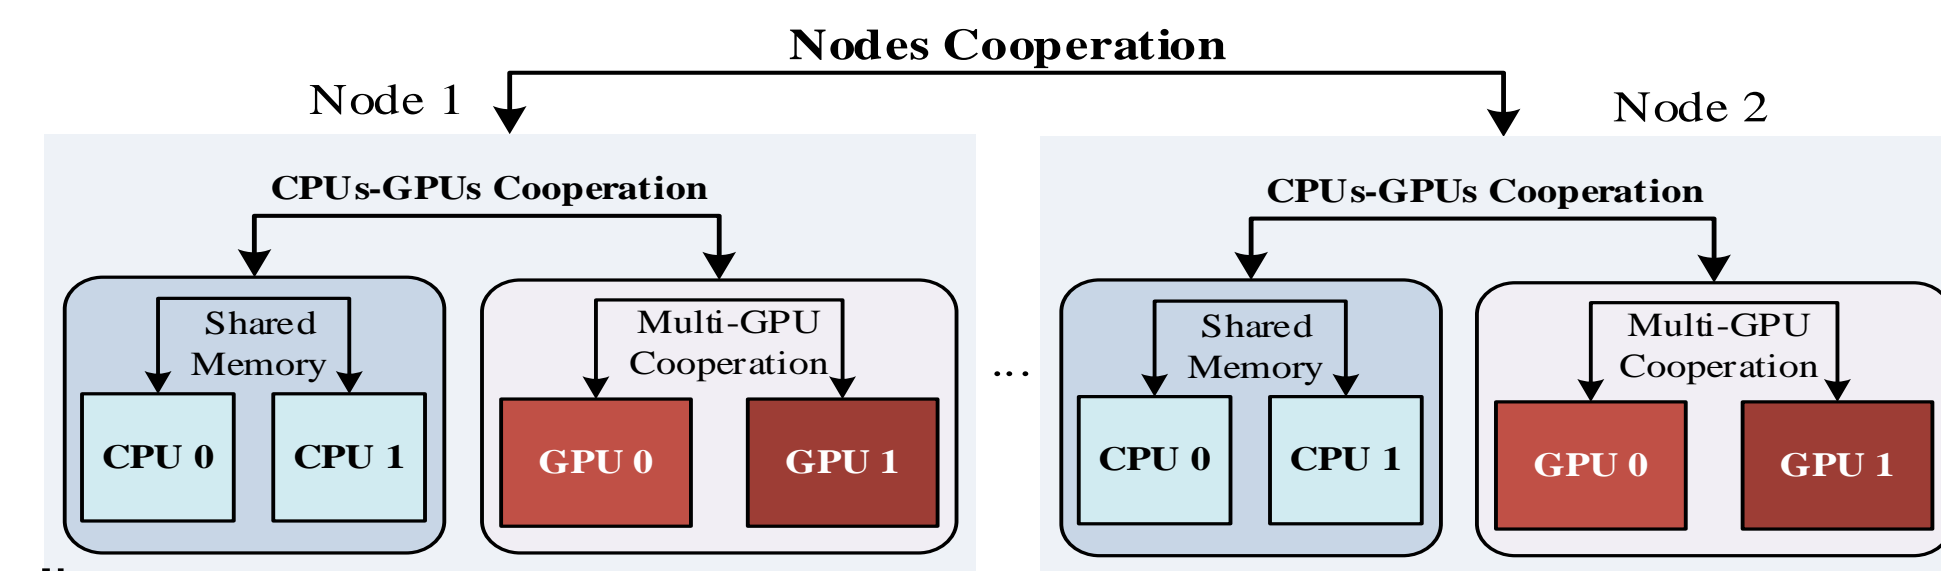 Nodes Cooperation
Node 1
Node 2
CPUs-GPUs Cooperation
Shared
Memory
CPU 0
CPU 1
Multi-GPU
Cooperation
GPU 0
GPU 1
...
CPUs-GPUs Cooperation
Shared
Memory
CPU 0
CPU 1
Multi-GPU
Cooperation
GPU 0
GPU 1